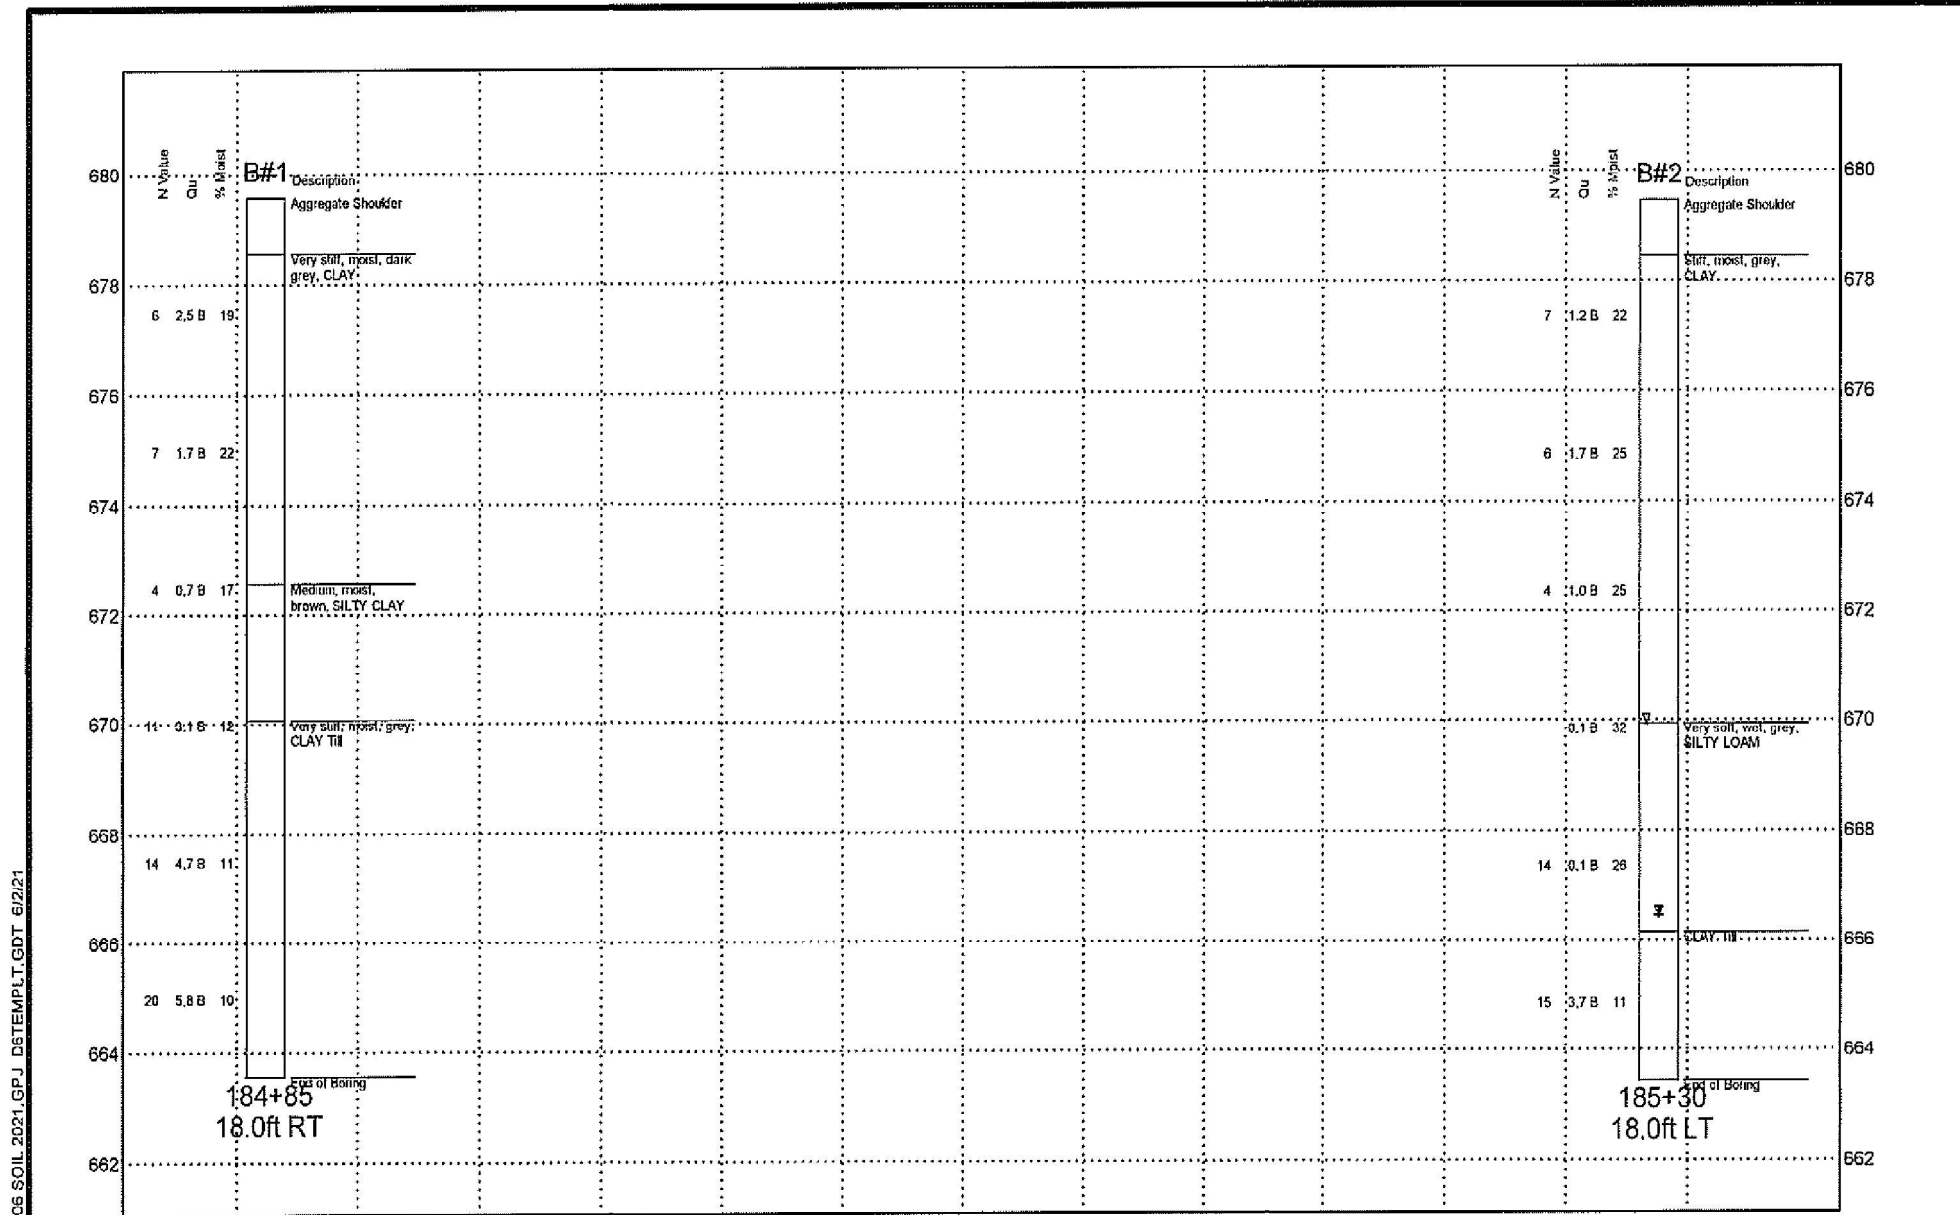 680
678
676
674
672
670
668
666
664
662
N Value
Qu
% Moist
B#1
Description
Aggregate Shoulder
Very stiff, moist, dark
grey, CLAY
6 2.5 B 19
7 1.7 B 22
4 0.7 B 17
Medium, moist,
brown, SILTY CLAY
11 3.1 B 12
Very stiff, moist, grey,
CLAY Till
14 4.7 B 11
20 5.8 B 10
End of Boring
184+85
18.0ft RT
N Value
Qu
% Moist
B#2
Description
Aggregate Shoulder
Stiff, moist, grey,
CLAY
7 1.2 B 22
6 1.7 B 25
4 1.0 B 25
0.1 B 32
Very soft, wet, grey,
SILTY LOAM
14 0.1 B 26
CLAY Till
15 3.7 B 11
End of Boring
185+30
18.0ft LT
680
678
676
674
672
670
668
666
664
662
06 SOIL 2021.GPJ D6TEMPLT.GDT 6/2/21